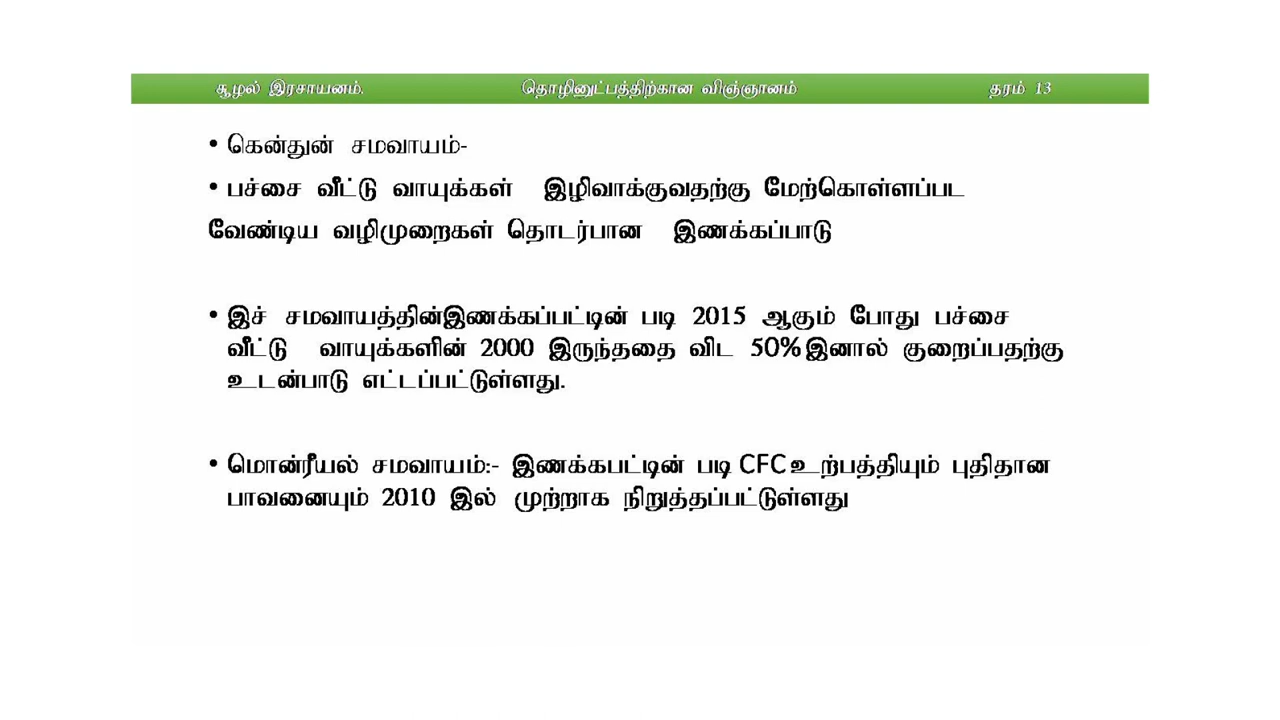 சூழல் இரசாயனம். தொழினுட்பத்திற்கான விஞ்ஞானம் தரம் 13
• கென்துன் சமவாயம்-
• பச்சை வீட்டு வாயுக்கள் இழிவாக்குவதற்கு மேற்கொள்ளப்பட
வேண்டிய வழிமுறைகள் தொடர்பான இணக்கப்பாடு
• இச் சமவாயத்தின்இணக்கப்பட்டின் படி 2015 ஆகும் போது பச்சை
வீட்டு வாயுக்களின் 2000 இருந்ததை விட 50%இனால் குறைப்பதற்கு
உடன்பாடு எட்டப்பட்டுள்ளது.
• மொன்ரீயல் சமவாயம்:- இணக்கபட்டின் படி CFC உற்பத்தியும் புதிதான
பாவனையும் 2010 இல் முற்றாக நிறுத்தப்பட்டுள்ளது